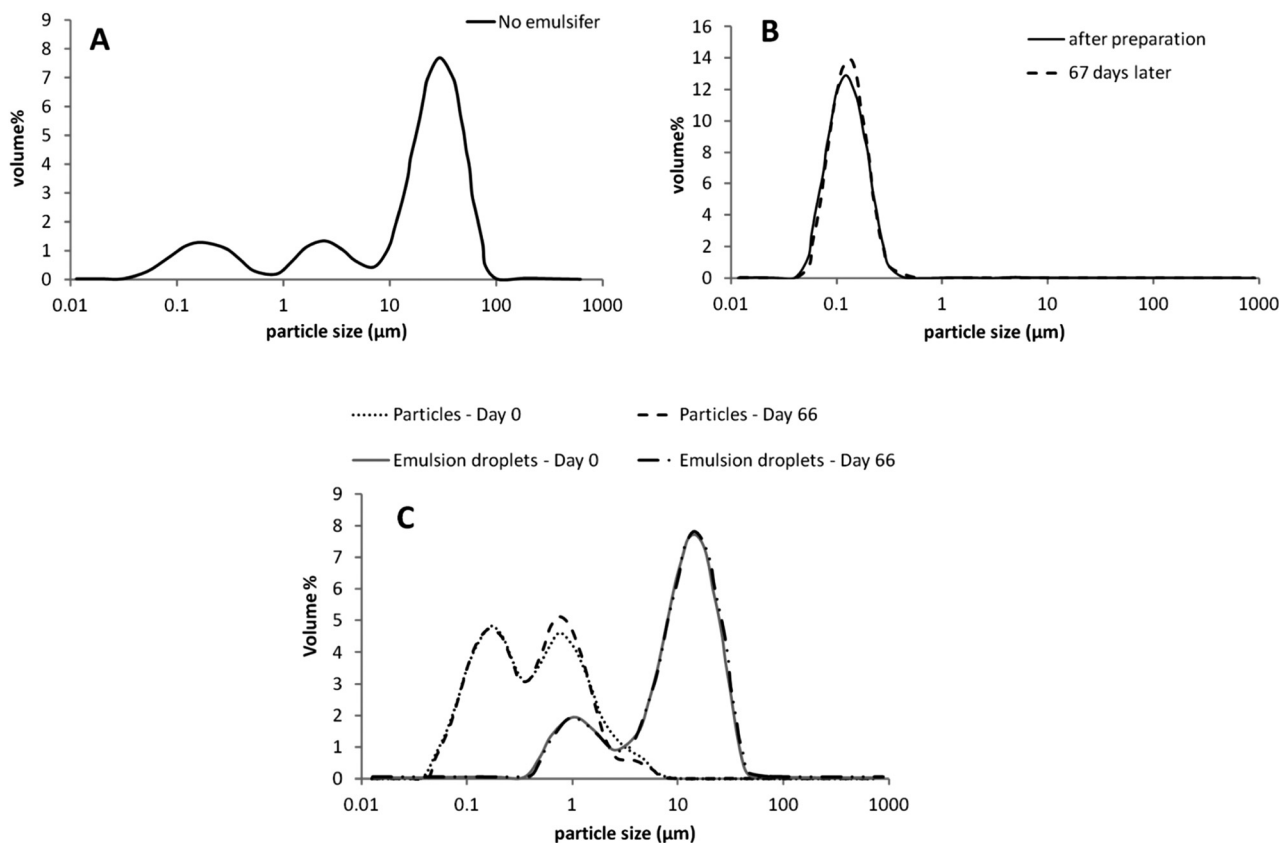 A
No emulsifer
9
8
7
6
5
4
3
2
1
0
volume%
0.01 0.1 1 10 100 1000
particle size (µm)
B
after preparation
67 days later
16
14
12
10
8
6
4
2
0
volume%
0.01 0.1 1 10 100 1000
particle size (µm)
Particles - Day 0 Particles - Day 66
Emulsion droplets - Day 0 Emulsion droplets - Day 66
C
9
8
7
6
5
4
3
2
1
0
Volume %
0.01 0.1 1 10 100 1000
particle size (µm)